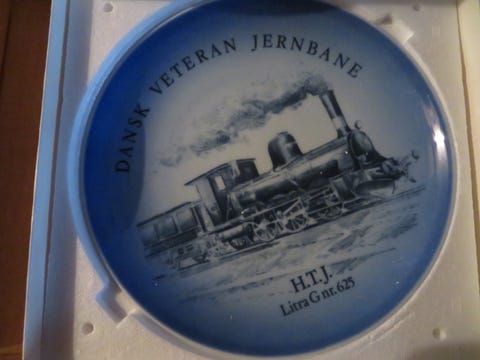 DANSK VETERAN JERNBANE
H.T.J.
Litra G nr. 625